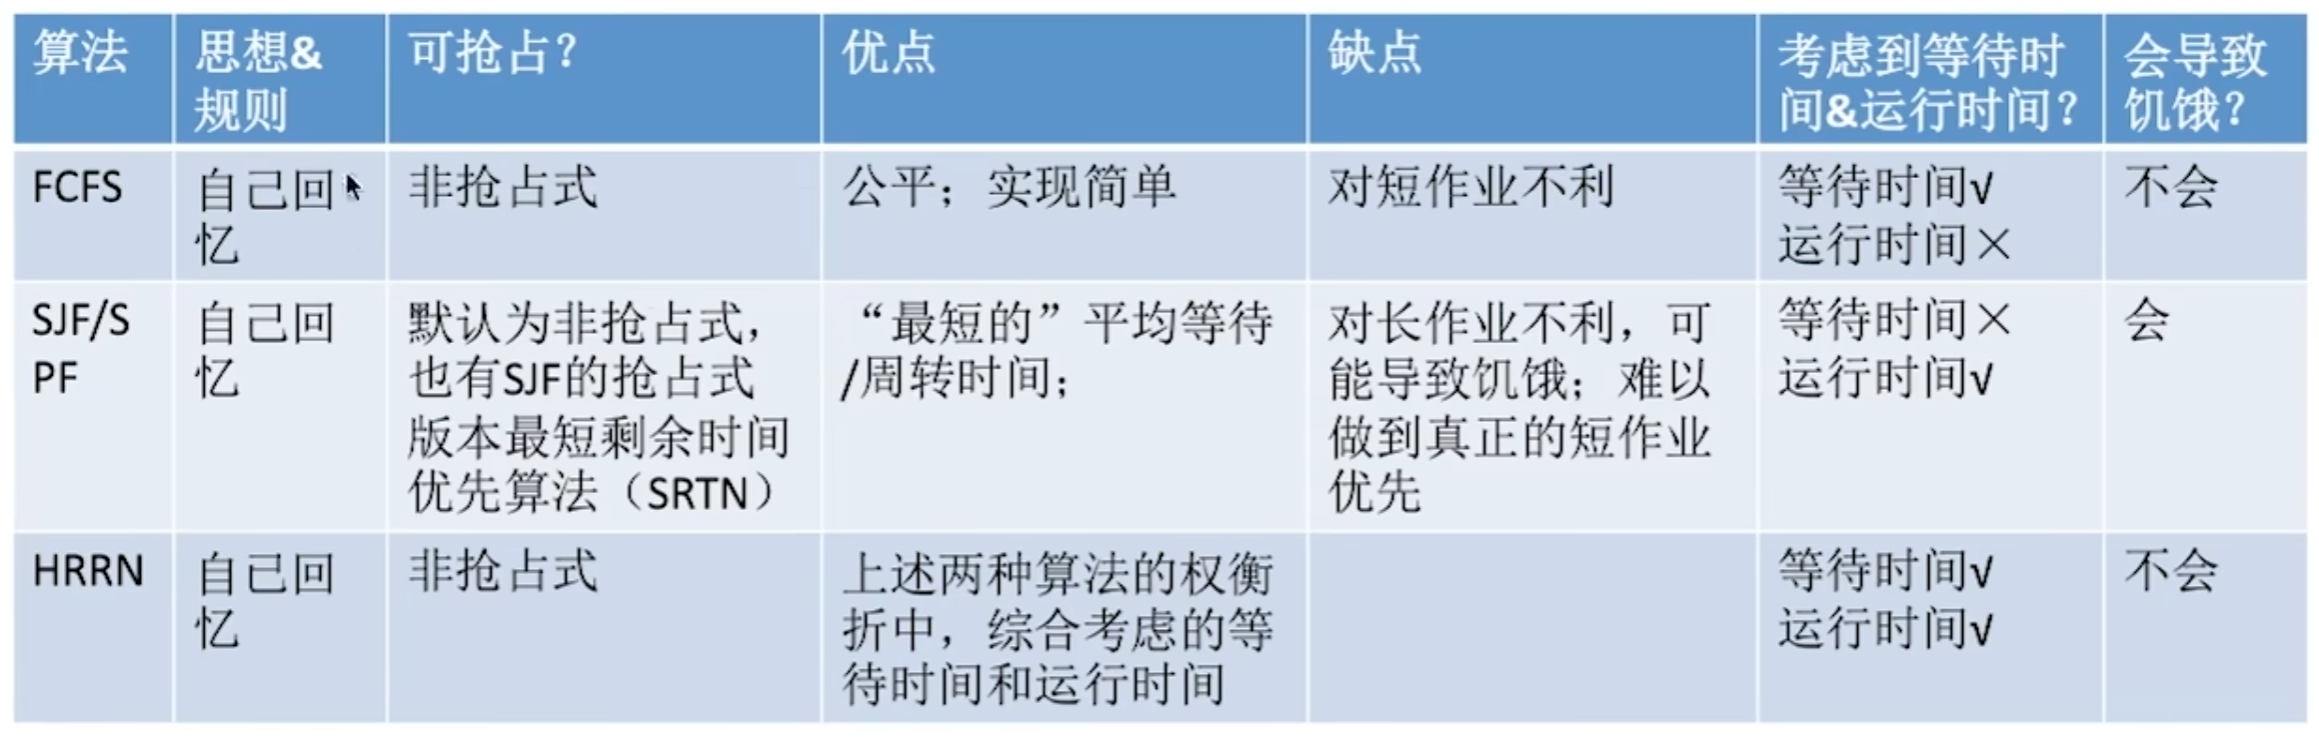 算法
思想&
规则
可抢占？
优点
缺点
考虑到等待时
间&运行时间？
会导致
饥饿？
FCFS
自己回
忆
非抢占式
公平；实现简单
对短作业不利
等待时间√
运行时间×
不会
SJF/S
PF
自己回
忆
默认为非抢占式，
也有SJF的抢占式
版本最短剩余时间
优先算法（SRTN）
“最短的”平均等待
/周转时间；
对长作业不利，可
能导致饥饿；难以
做到真正的短作业
优先
等待时间×
运行时间√
会
HRRN
自己回
忆
非抢占式
上述两种算法的权衡
折中，综合考虑的等
待时间和运行时间
等待时间√
运行时间√
不会